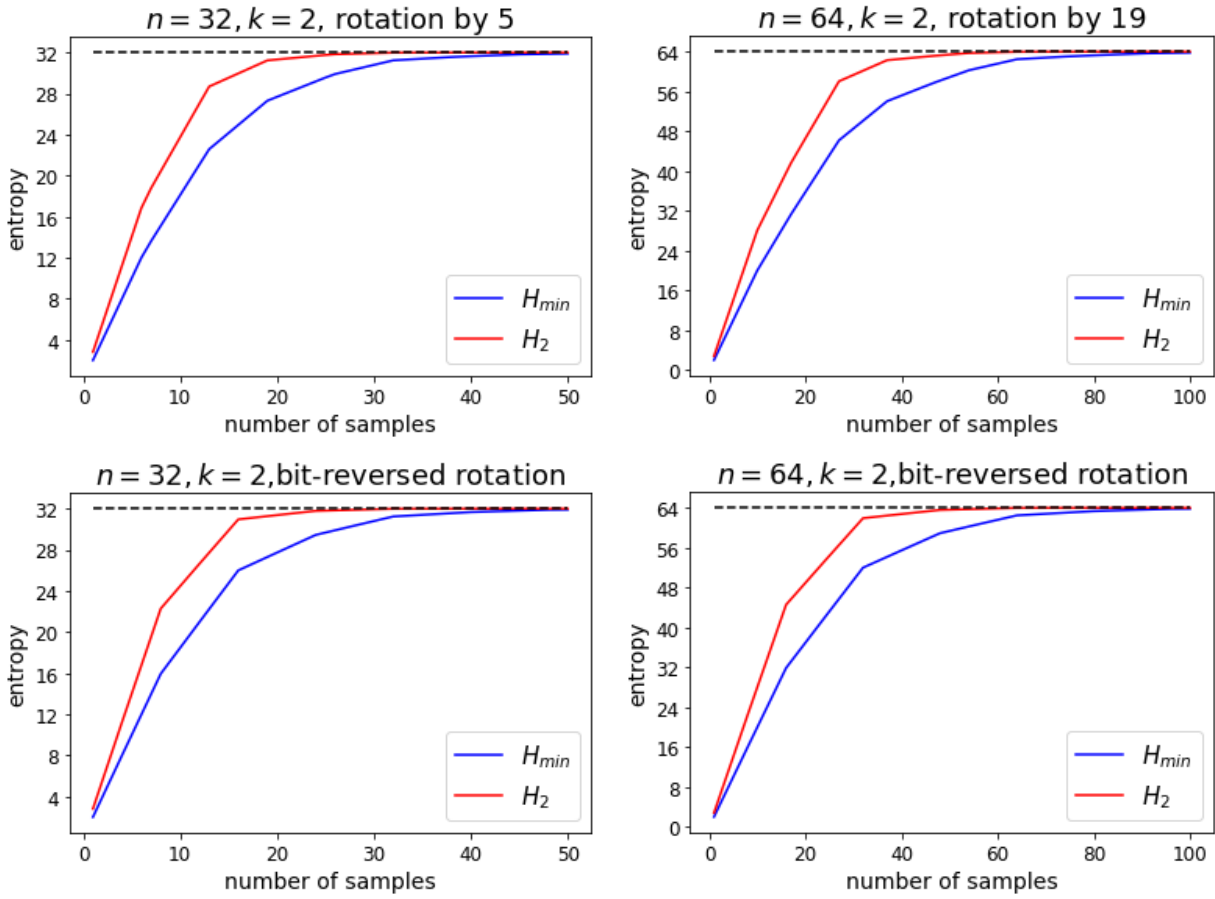 n = 32, k = 2, rotation by 5
32
28
24
20
16
12
8
4
entropy
H_min
H_2
0 10 20 30 40 50
number of samples
n = 64, k = 2, rotation by 19
64
56
48
40
32
24
16
8
0
entropy
H_min
H_2
0 20 40 60 80 100
number of samples
n = 32, k = 2,bit-reversed rotation
32
28
24
20
16
12
8
4
entropy
H_min
H_2
0 10 20 30 40 50
number of samples
n = 64, k = 2,bit-reversed rotation
64
56
48
40
32
24
16
8
0
entropy
H_min
H_2
0 20 40 60 80 100
number of samples